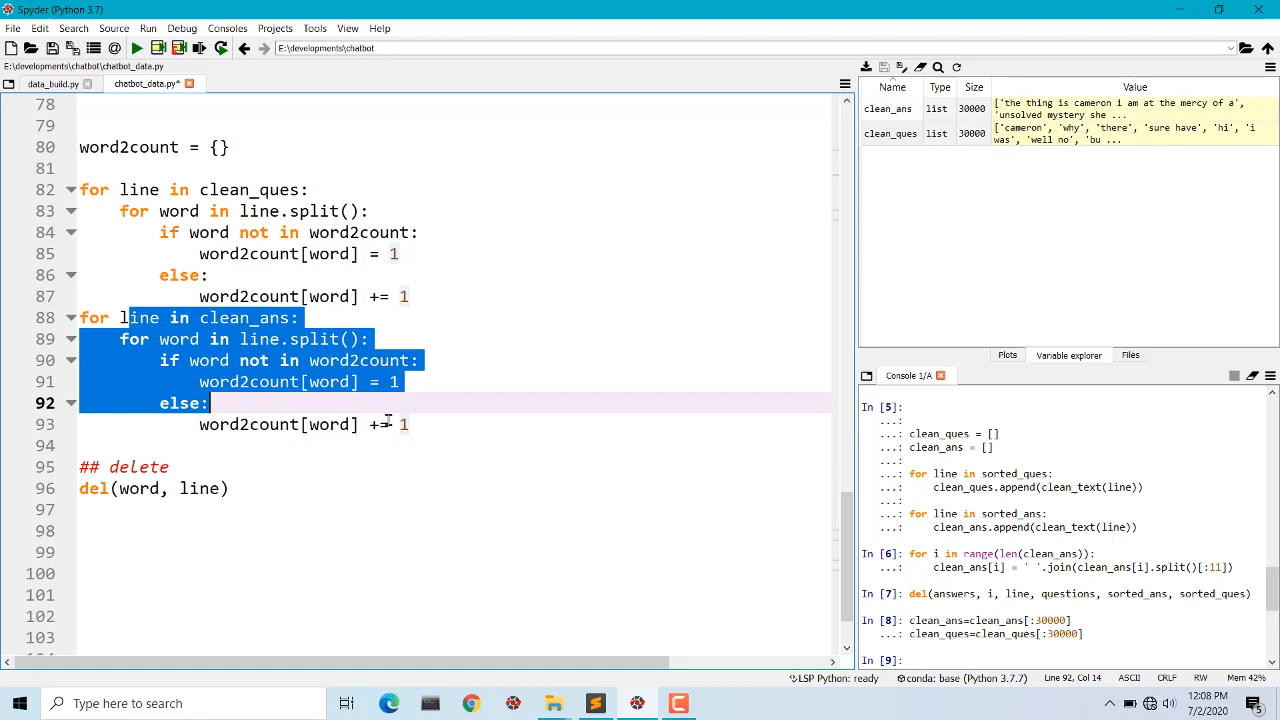 Spyder (Python 3.7)
File Edit Search Source Run Debug Consoles Projects Tools View Help
E:\developments\chatbot
E:\developments\chatbot\chatbot_data.py
data_build.py chatbot_data.py*
78
79
80 word2count = {}
81
82 for line in clean_ques:
83 for word in line.split():
84 if word not in word2count:
85 word2count[word] = 1
86 else:
87 word2count[word] += 1
88 for line in clean_ans:
89 for word in line.split():
90 if word not in word2count:
91 word2count[word] = 1
92 else:
93 word2count[word] += 1
94
95 ## delete
96 del(word, line)
97
98
99
100
101
102
103
Name Type Size Value
clean_ans list 30000 ['the thing is cameron i am at the mercy of a', 'unsolved mystery she ...
clean_ques list 30000 ['cameron', 'why', 'there', 'sure have', 'hi', 'i was', 'well no', 'bu ...
Plots Variable explorer Files
Console 1/A
In [5]:
...:
...: clean_ques = []
...: clean_ans = []
...:
...: for line in sorted_ques:
...: clean_ques.append(clean_text(line))
...:
...: for line in sorted_ans:
...: clean_ans.append(clean_text(line))
In [6]: for i in range(len(clean_ans)):
...: clean_ans[i] = ' '.join(clean_ans[i].split()[:11])
In [7]: del(answers, i, line, questions, sorted_ans, sorted_ques)
In [8]: clean_ans=clean_ans[:30000]
...: clean_ques=clean_ques[:30000]
In [9]:
LSP Python: ready conda: base (Python 3.7.7) Line 92, Col 14 ASCII CRLF RW Mem 42%
Type here to search
12:08 PM
7/2/2020
5